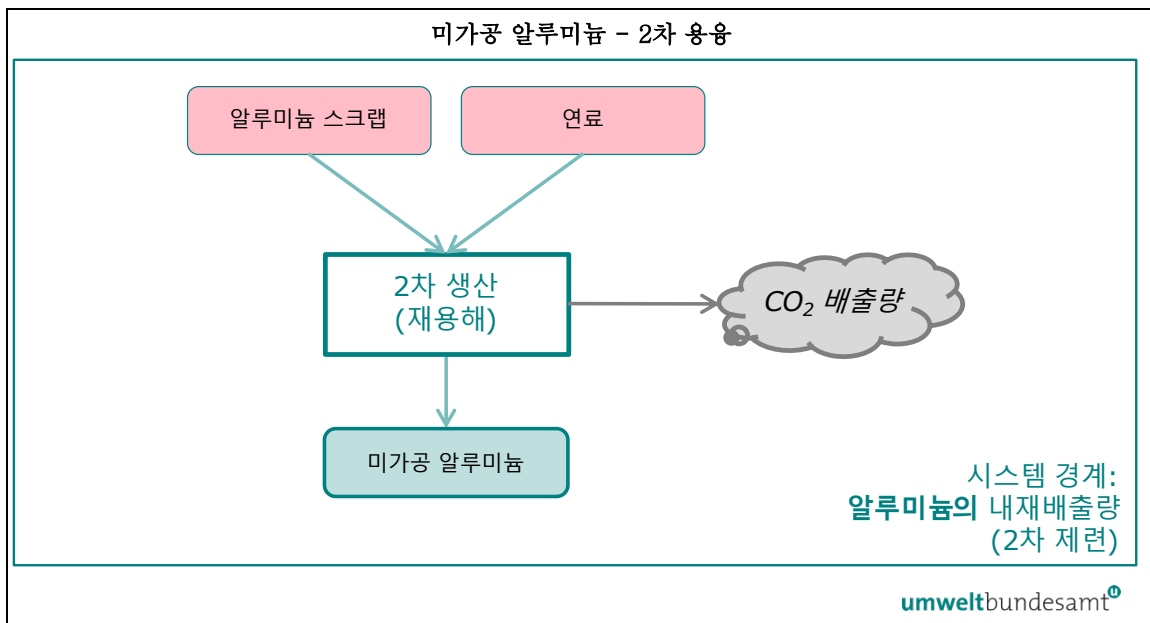 미가공 알루미늄 - 2차 용융
알루미늄 스크랩
연료
2차 생산
(재용해)
CO₂ 배출량
미가공 알루미늄
시스템 경계:
알루미늄의 내재배출량
(2차 제련)
umweltbundesamt